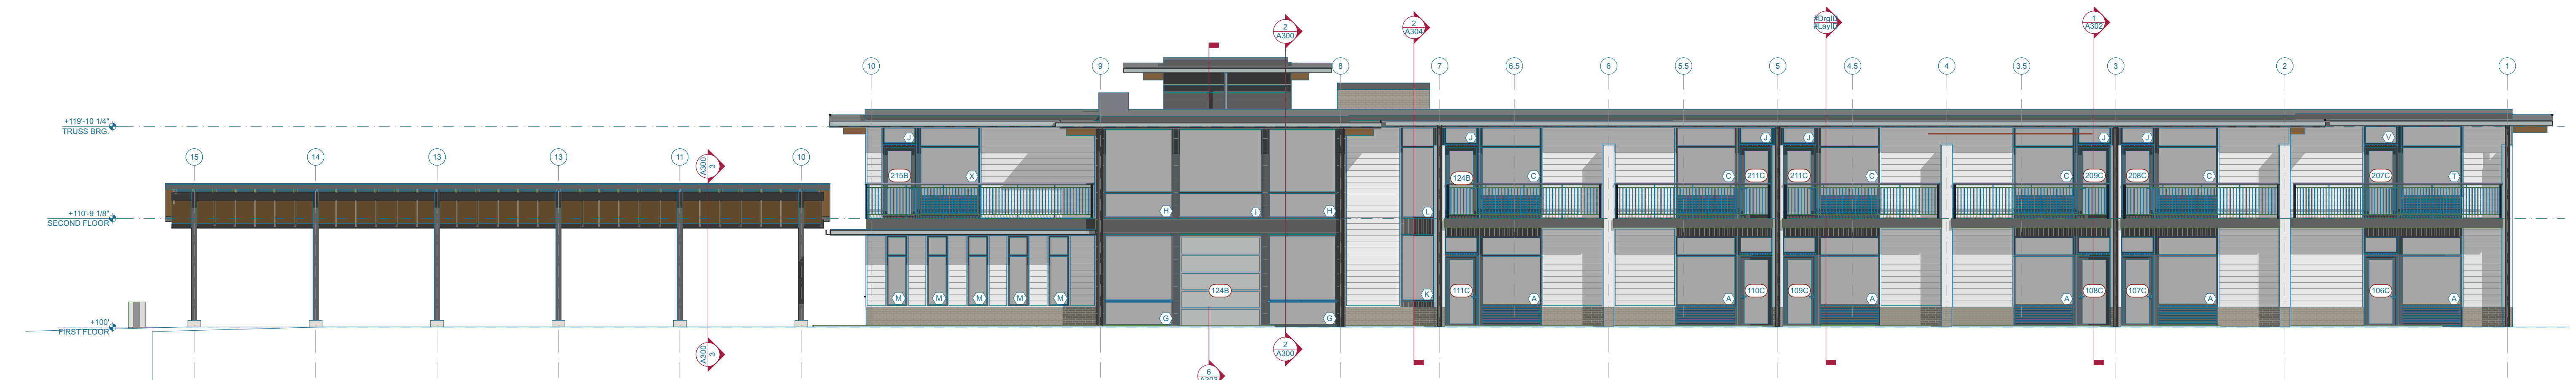 #DrgID
#LayID
1
A302
2
A300
2
A304
10
9
8
7
6.5
6
5.5
5
4.5
4
3.5
3
2
1
+119'-10 1/4"
TRUSS BRG.
15
14
13
13
11
10
A300
3
J
J
J
J
J
J
V
215B
X
124B
C
C
211C
211C
C
C
209C
208C
C
207C
T
+110'-9 1/8"
SECOND FLOOR
H
I
H
L
M
M
M
M
M
124B
K
111C
A
A
110C
109C
A
A
108C
107C
A
106C
A
G
G
+100'
FIRST FLOOR
A300
3
2
A300
6